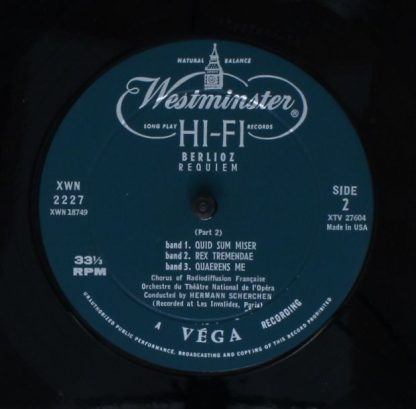 NATURAL BALANCE
Westminster®
LONG PLAY RECORDS
HI-FI
BERLIOZ
REQUIEM
XWN
2227
XWN 18749
SIDE
2
XTV 27604
Made in USA
(Part 2)
band 1. QUID SUM MISER
band 2. REX TREMENDAE
band 3. QUAERENS ME
33⅓
RPM
Chorus of Radiodiffusion Française
Orchestre du Théâtre National de l'Opéra
Conducted by HERMANN SCHERCHEN
(Recorded at Les Invalides, Paris)
A VÉGA RECORDING
UNAUTHORIZED PUBLIC PERFORMANCE, BROADCASTING AND COPYING OF THIS RECORD PROHIBITED